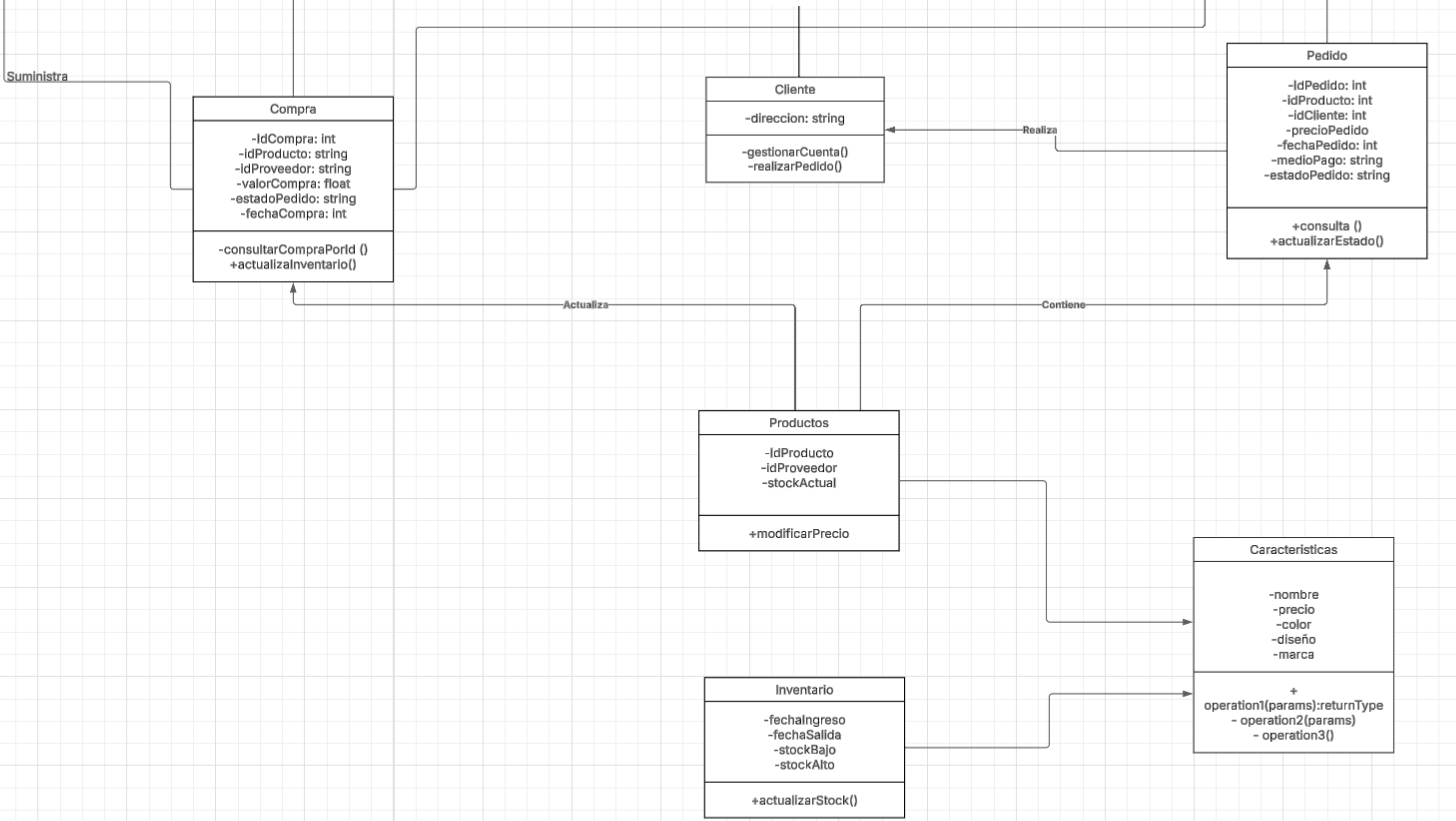 Suministra
Compra
-IdCompra: int
-idProducto: string
-idProveedor: string
-valorCompra: float
-estadoPedido: string
-fechaCompra: int
-consultarCompraPorId ()
+actualizaInventario()
Cliente
-direccion: string
-gestionarCuenta()
-realizarPedido()
Realiza
Pedido
-IdPedido: int
-idProducto: int
-idCliente: int
-precioPedido
-fechaPedido: int
-medioPago: string
-estadoPedido: string
+consulta ()
+actualizarEstado()
Actualiza
Contiene
Productos
-IdProducto
-idProveedor
-stockActual
+modificarPrecio
Caracteristicas
-nombre
-precio
-color
-diseño
-marca
+
operation1(params):returnType
- operation2(params)
- operation3()
Inventario
-fechaIngreso
-fechaSalida
-stockBajo
-stockAlto
+actualizarStock()